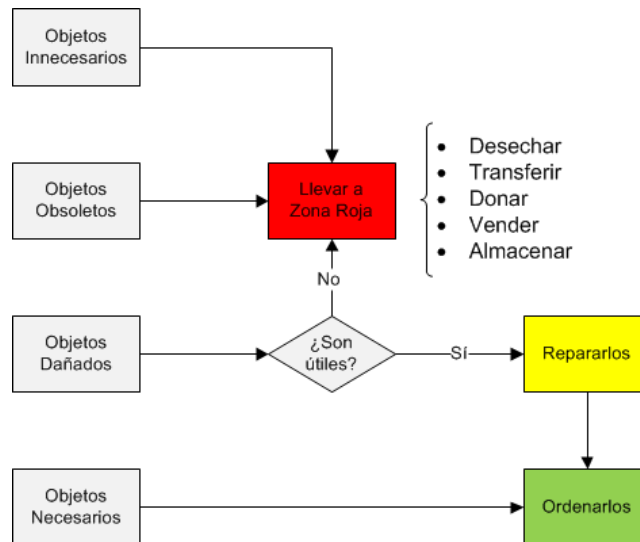 Objetos
Innecesarios
Objetos
Obsoletos
Llevar a
Zona Roja
• Desechar
• Transferir
• Donar
• Vender
• Almacenar
No
Objetos
Dañados
¿Son
útiles?
Sí
Repararlos
Objetos
Necesarios
Ordenarlos